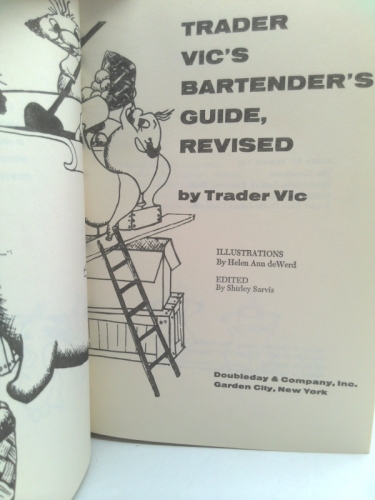 TRADER
VIC'S
BARTENDER'S
GUIDE,
REVISED
by Trader Vic
ILLUSTRATIONS
By Helen Ann deWerd
EDITED
By Shirley Sarvis
Doubleday & Company, Inc.
Garden City, New York